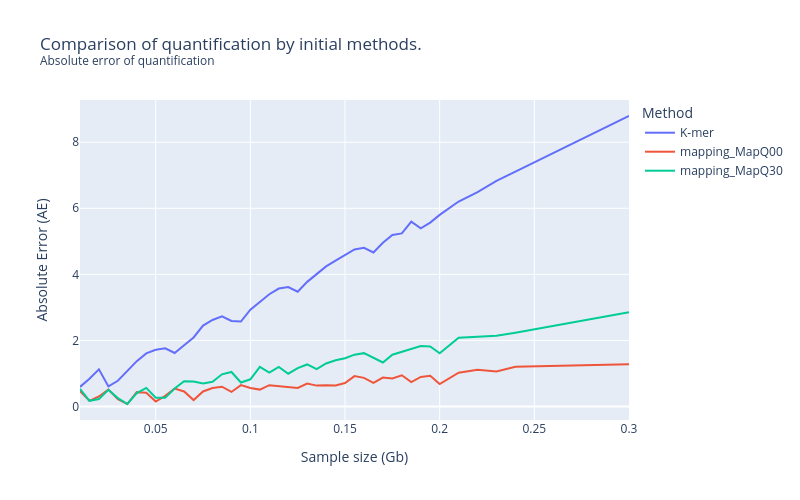 Comparison of quantification by initial methods.
Absolute error of quantification
Method
K-mer
mapping_MapQ00
mapping_MapQ30
Absolute Error (AE)
8
6
4
2
0
0.05
0.1
0.15
0.2
0.25
0.3
Sample size (Gb)